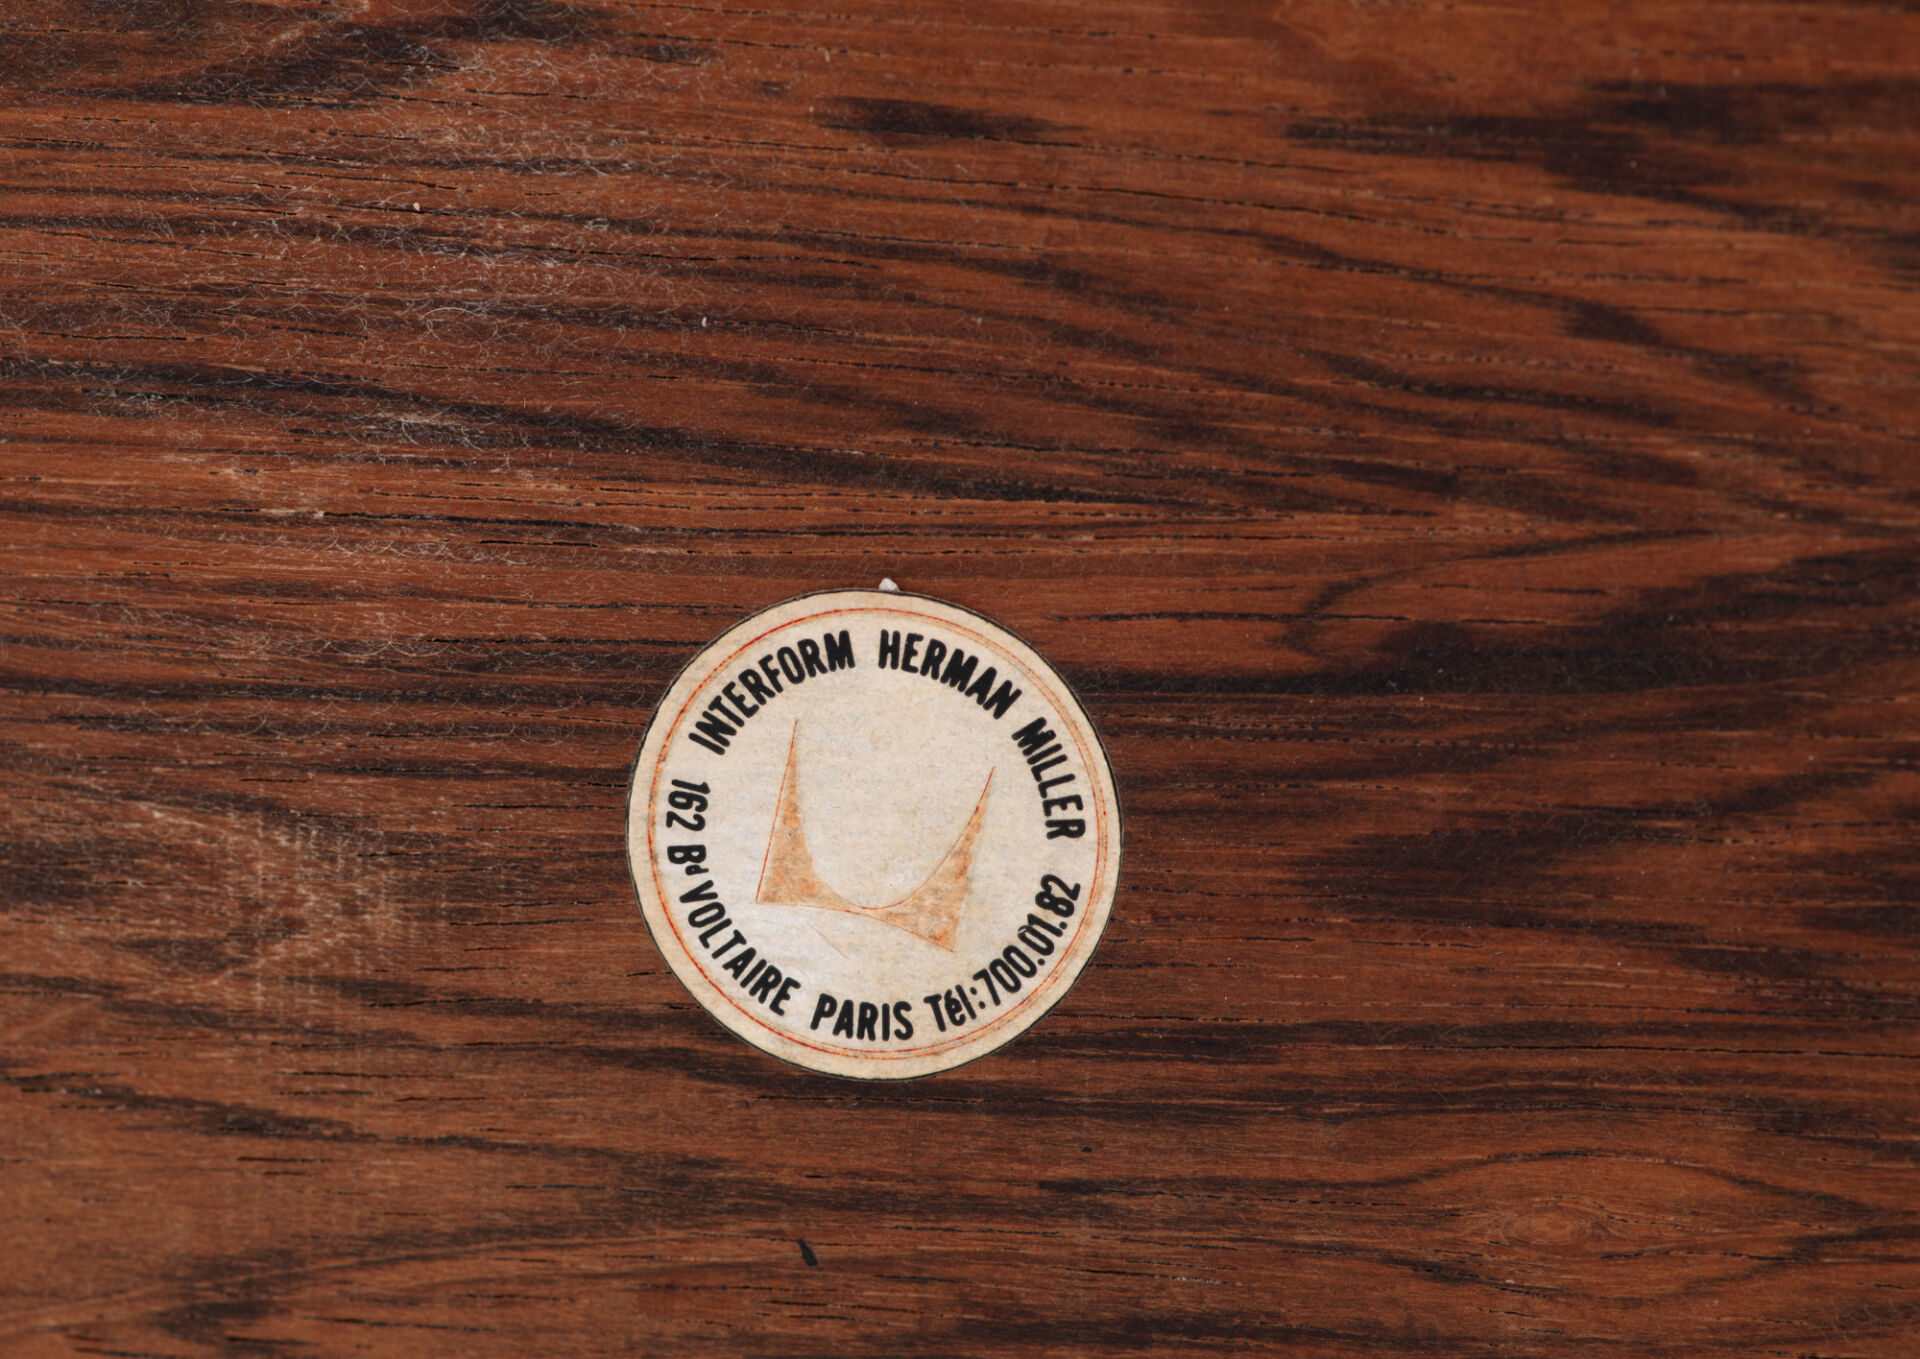 INTERFORM HERMAN MILLER
162 Bd VOLTAIRE PARIS Tél:700.01.82